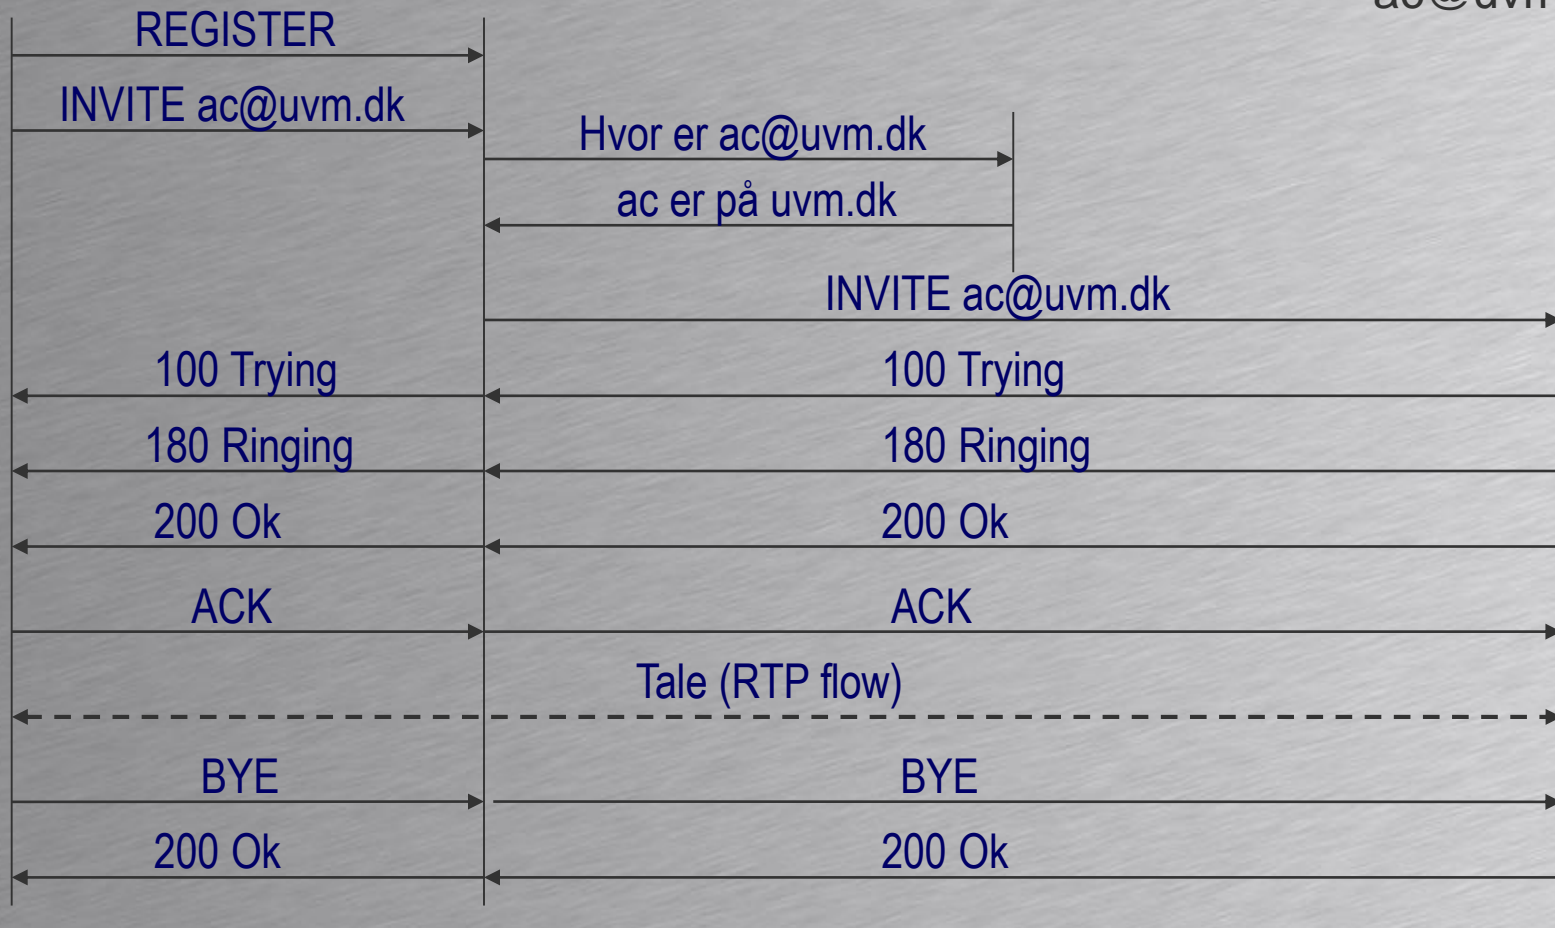 REGISTER
INVITE ac@uvm.dk
Hvor er ac@uvm.dk
ac er på uvm.dk
INVITE ac@uvm.dk
100 Trying 100 Trying
180 Ringing 180 Ringing
200 Ok 200 Ok
ACK ACK
Tale (RTP flow)
BYE BYE
200 Ok 200 Ok